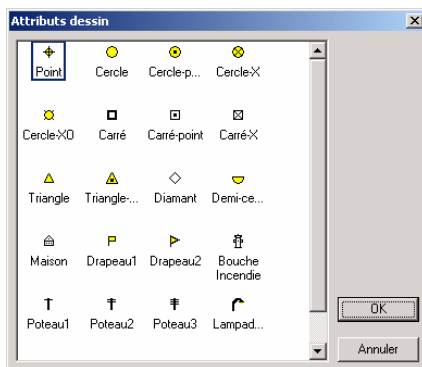 Attributs dessin
Point Cercle Cercle-p... Cercle-X
Cercle-XO Carré Carré-point Carré-X
Triangle Triangle-... Diamant Demi-ce...
Maison Drapeau1 Drapeau2 Bouche Incendie
Poteau1 Poteau2 Poteau3 Lampad...
OK
Annuler